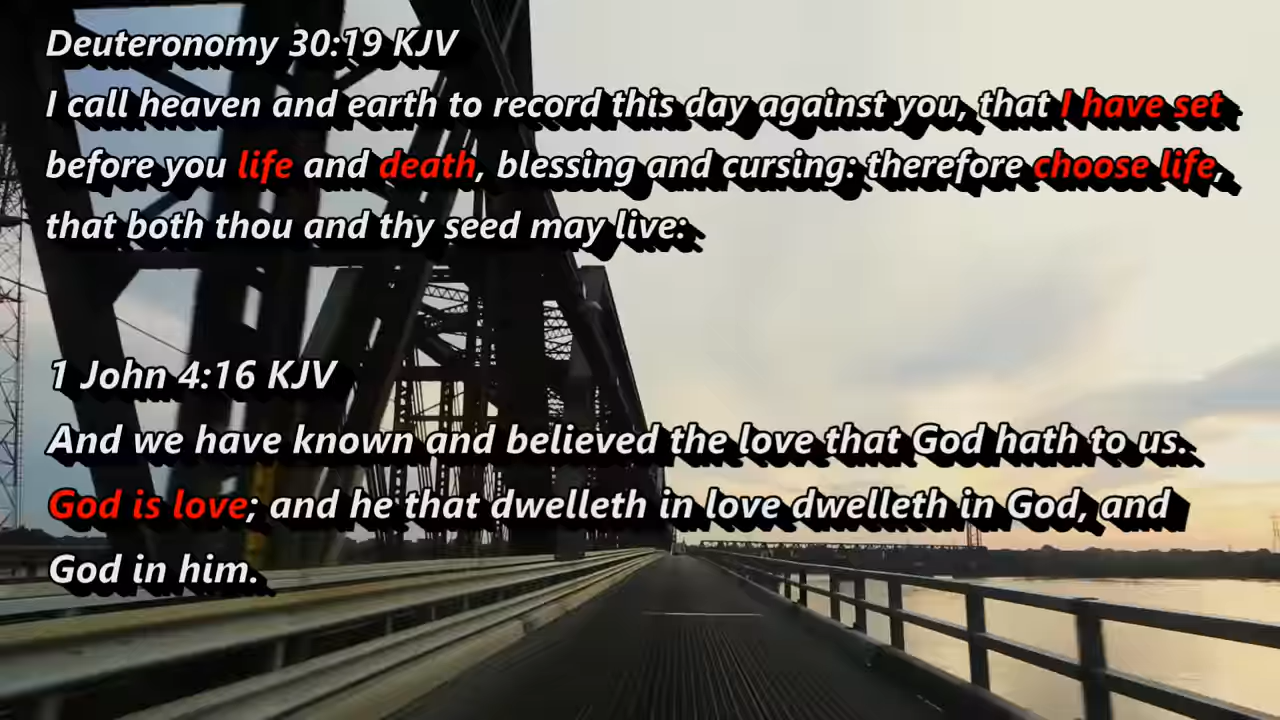 Deuteronomy 30:19 KJV
I call heaven and earth to record this day against you, that I have set
before you life and death, blessing and cursing: therefore choose life,
that both thou and thy seed may live:
1 John 4:16 KJV
And we have known and believed the love that God hath to us.
God is love; and he that dwelleth in love dwelleth in God, and
God in him.